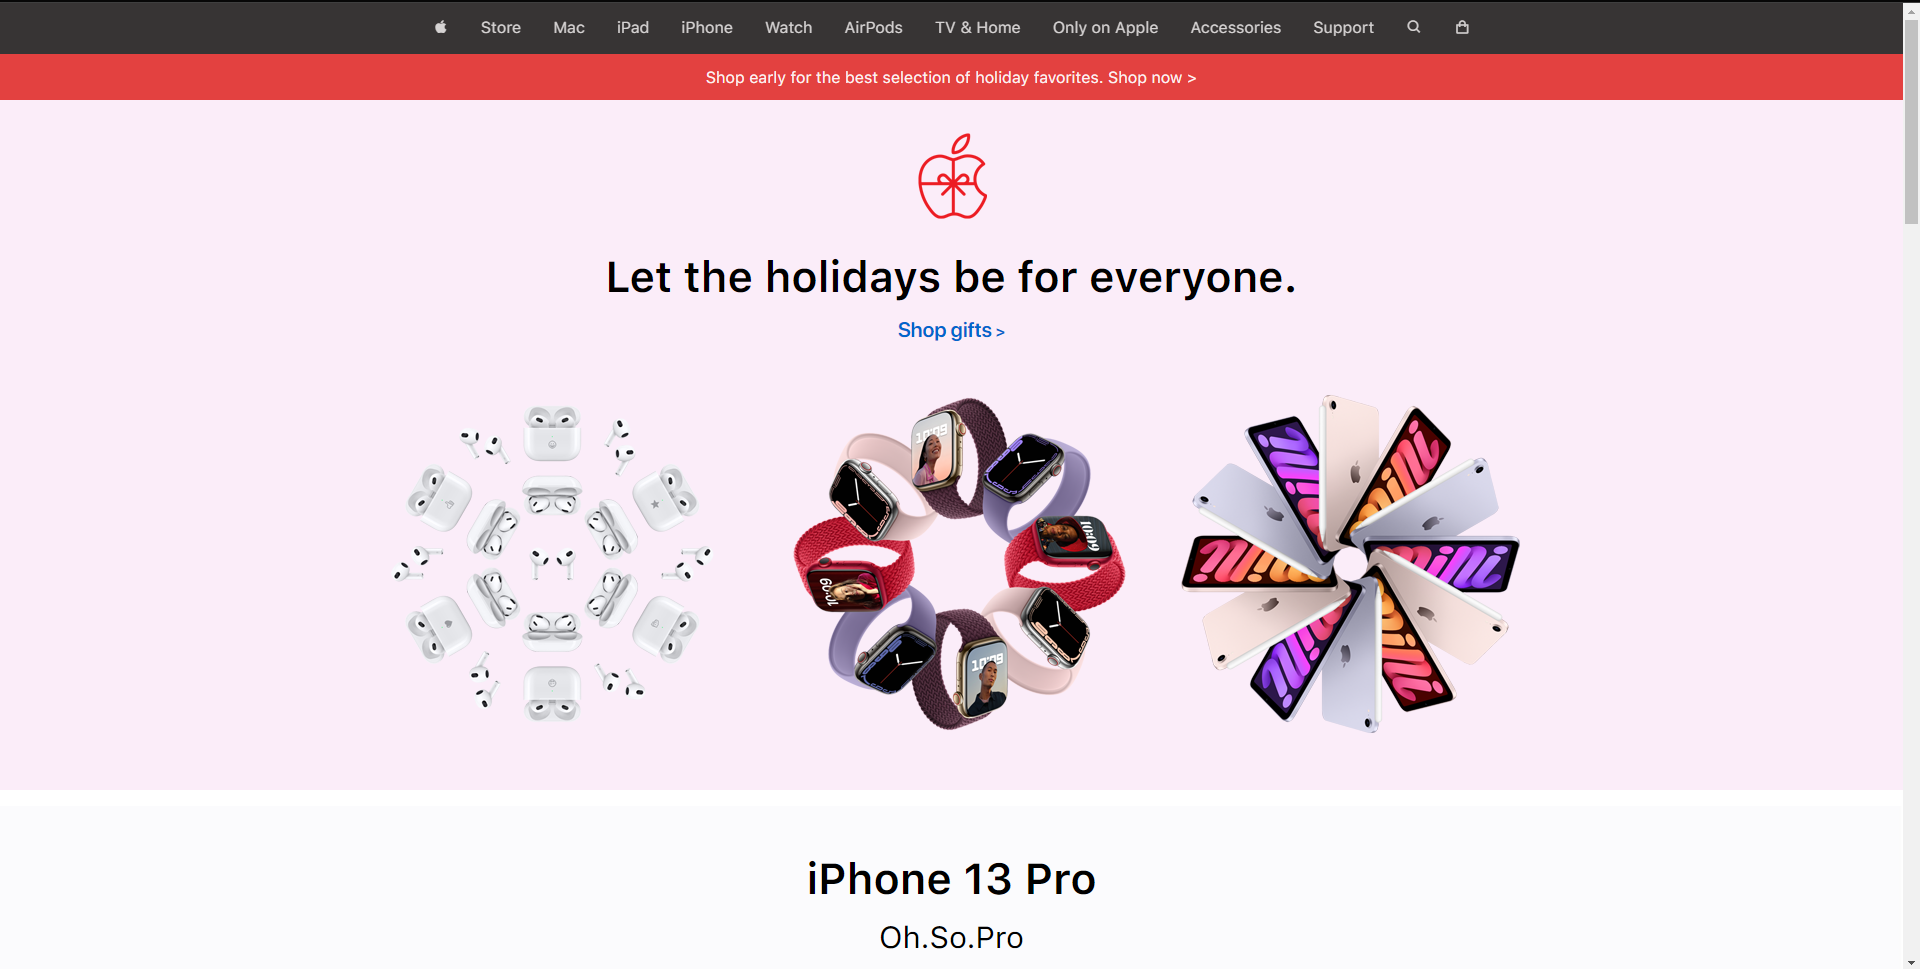 Store Mac iPad iPhone Watch AirPods TV & Home Only on Apple Accessories Support
Shop early for the best selection of holiday favorites. Shop now >
Let the holidays be for everyone.
Shop gifts >
10:09
10:09
10:09
10:09
iPhone 13 Pro
Oh.So.Pro